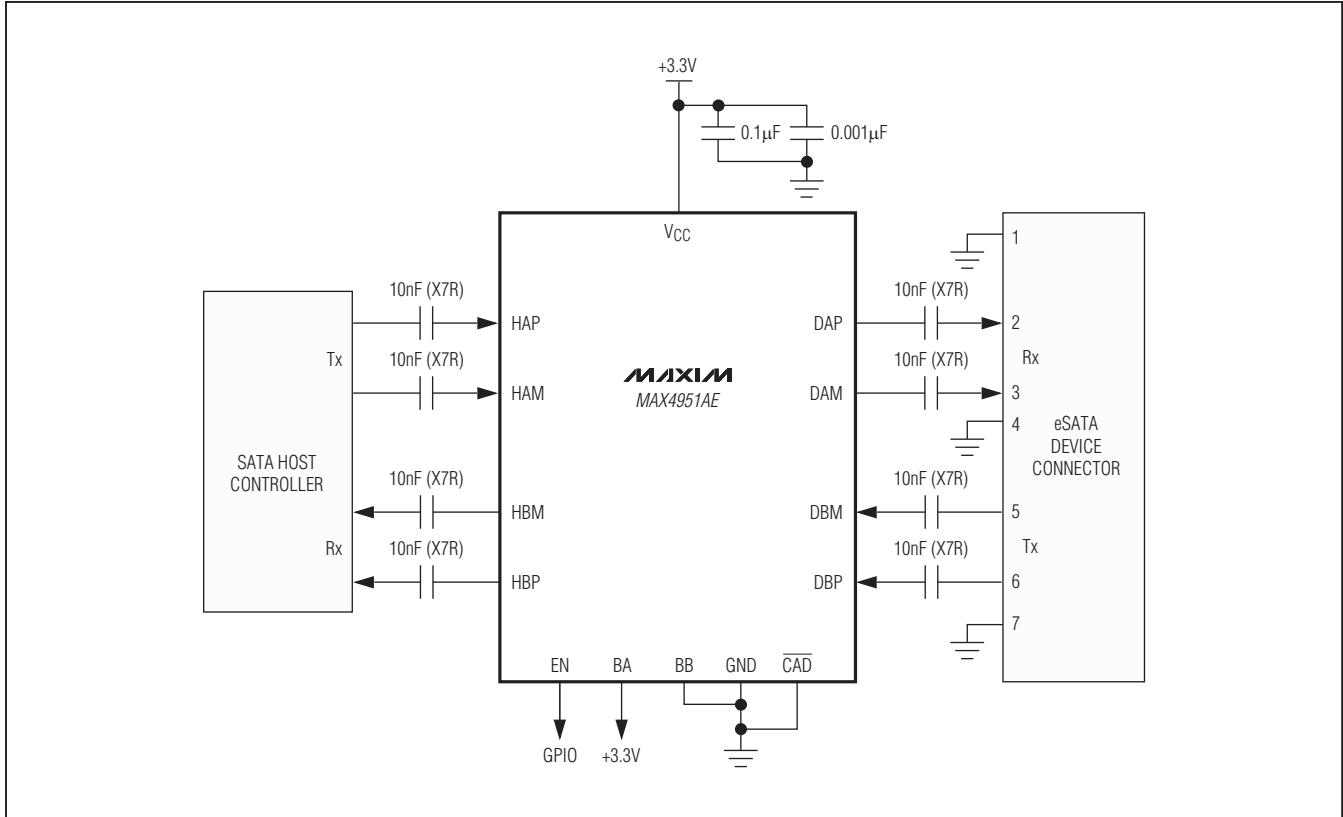 +3.3V
0.1µF 0.001µF
VCC
1
10nF (X7R) 10nF (X7R)
HAP DAP 2
Tx 10nF (X7R) 10nF (X7R) Rx
HAM DAM 3
MAXIM
MAX4951AE
4
SATA HOST
CONTROLLER
eSATA
DEVICE
CONNECTOR
10nF (X7R) 10nF (X7R)
HBM DBM 5
Rx 10nF (X7R) 10nF (X7R) Tx
HBP DBP 6
7
EN BA BB GND CAD
GPIO +3.3V